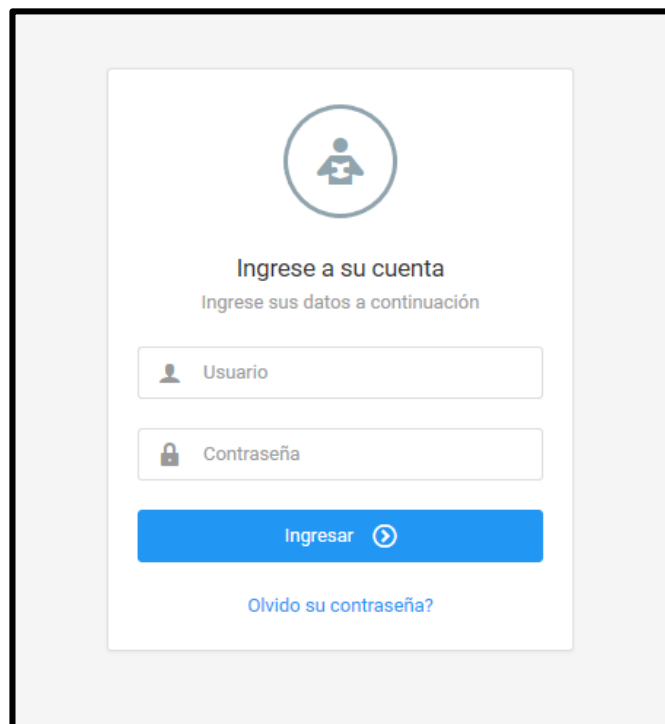 Ingrese a su cuenta
Ingrese sus datos a continuación
Usuario
Contraseña
Ingresar
Olvido su contraseña?